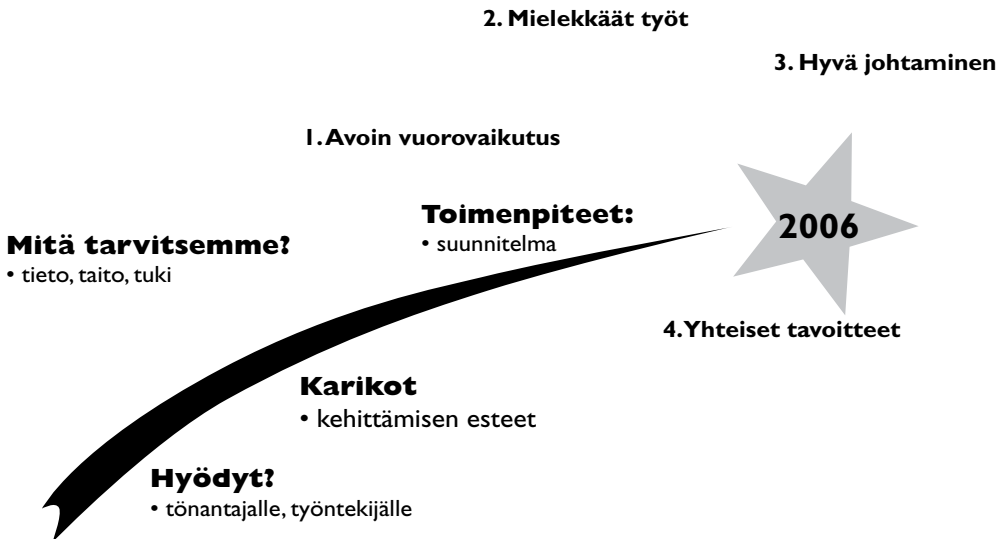 2. Mielekkäät työt
3. Hyvä johtaminen
1. Avoin vuorovaikutus
Toimenpiteet:
• suunnitelma
2006
Mitä tarvitsemme?
• tieto, taito, tuki
4. Yhteiset tavoitteet
Karikot
• kehittämisen esteet
Hyödyt?
• tönantajalle, työntekijälle